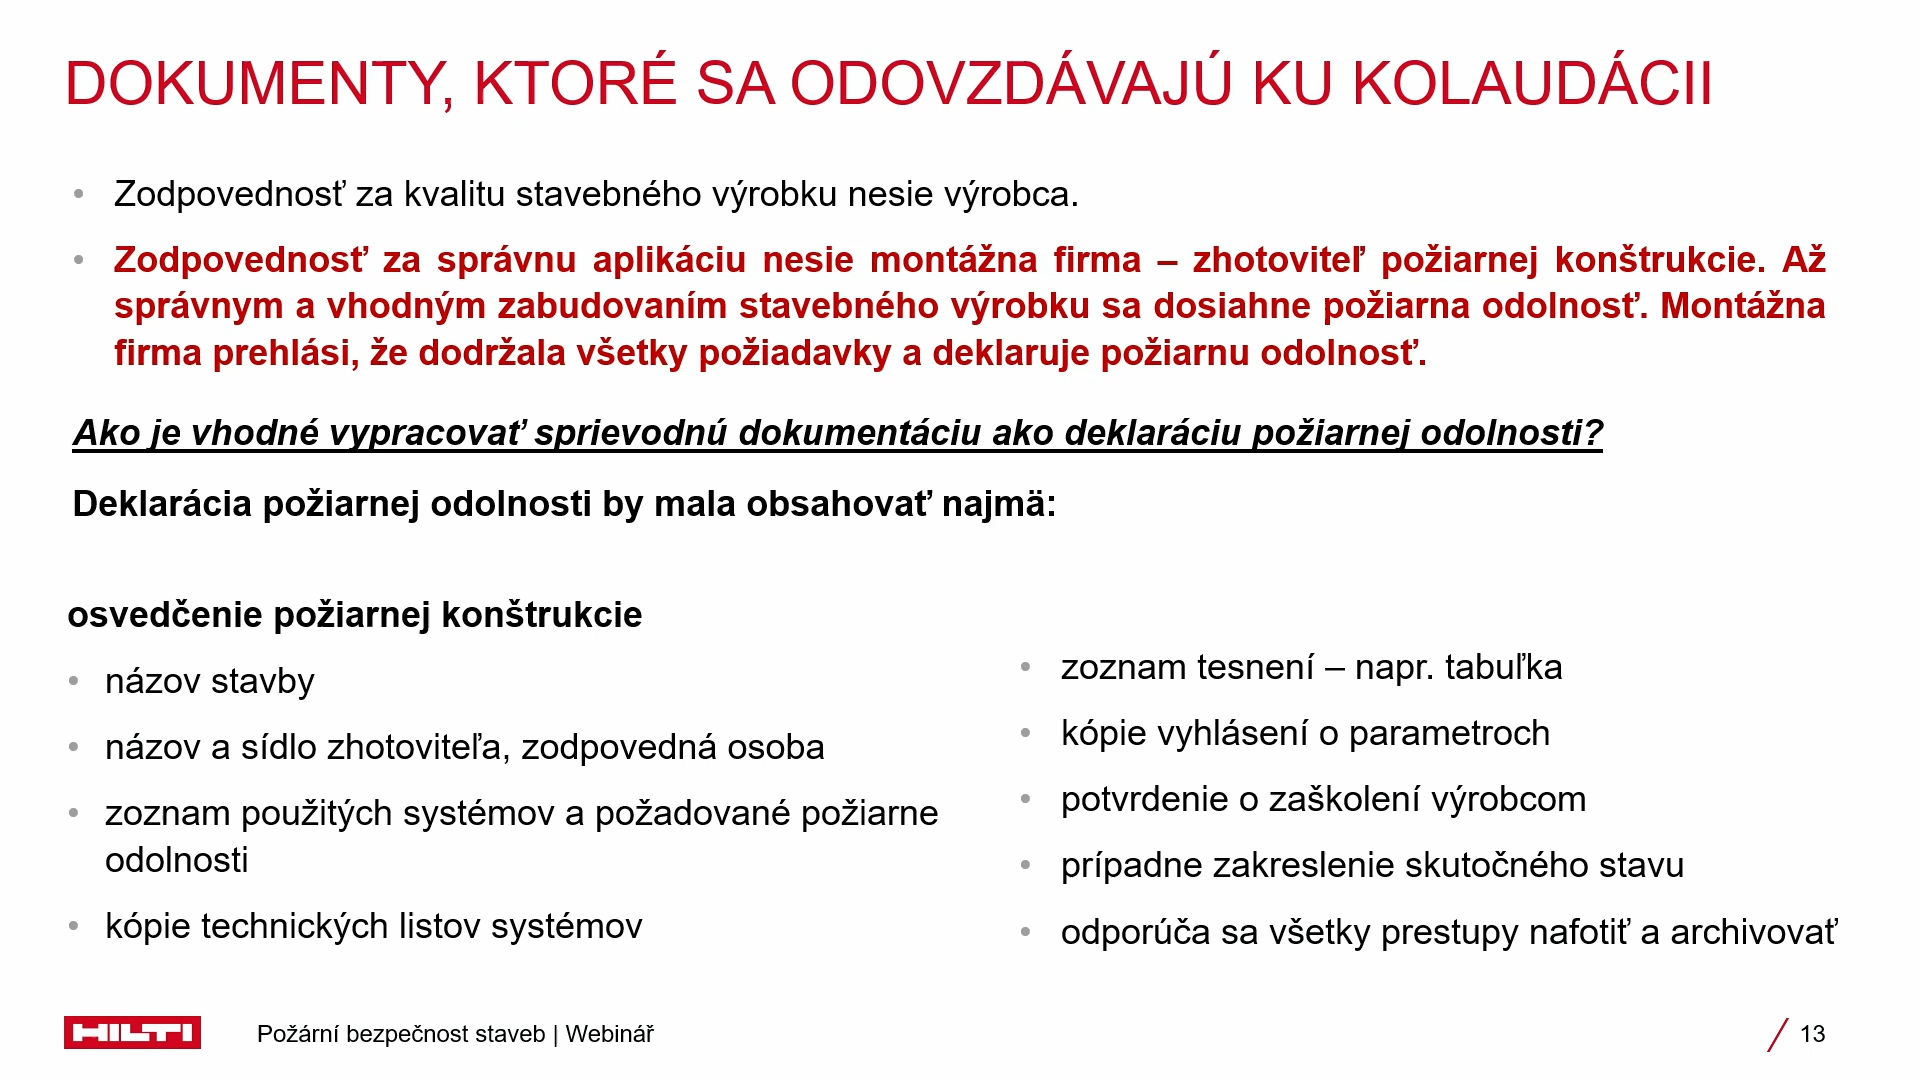 DOKUMENTY, KTORÉ SA ODOVZDÁVAJÚ KU KOLAUDÁCII
• Zodpovednosť za kvalitu stavebného výrobku nesie výrobca.
• Zodpovednosť za správnu aplikáciu nesie montážna firma – zhotoviteľ požiarnej konštrukcie. Až
správnym a vhodným zabudovaním stavebného výrobku sa dosiahne požiarna odolnosť. Montážna
firma prehlási, že dodržala všetky požiadavky a deklaruje požiarnu odolnosť.
Ako je vhodné vypracovať sprievodnú dokumentáciu ako deklaráciu požiarnej odolnosti?
Deklarácia požiarnej odolnosti by mala obsahovať najmä:
osvedčenie požiarnej konštrukcie
• názov stavby
• názov a sídlo zhotoviteľa, zodpovedná osoba
• zoznam použitých systémov a požadované požiarne
odolnosti
• kópie technických listov systémov
• zoznam tesnení – napr. tabuľka
• kópie vyhlásení o parametroch
• potvrdenie o zaškolení výrobcom
• prípadne zakreslenie skutočného stavu
• odporúča sa všetky prestupy nafotiť a archivovať
HILTI
Požární bezpečnost staveb | Webinář
13